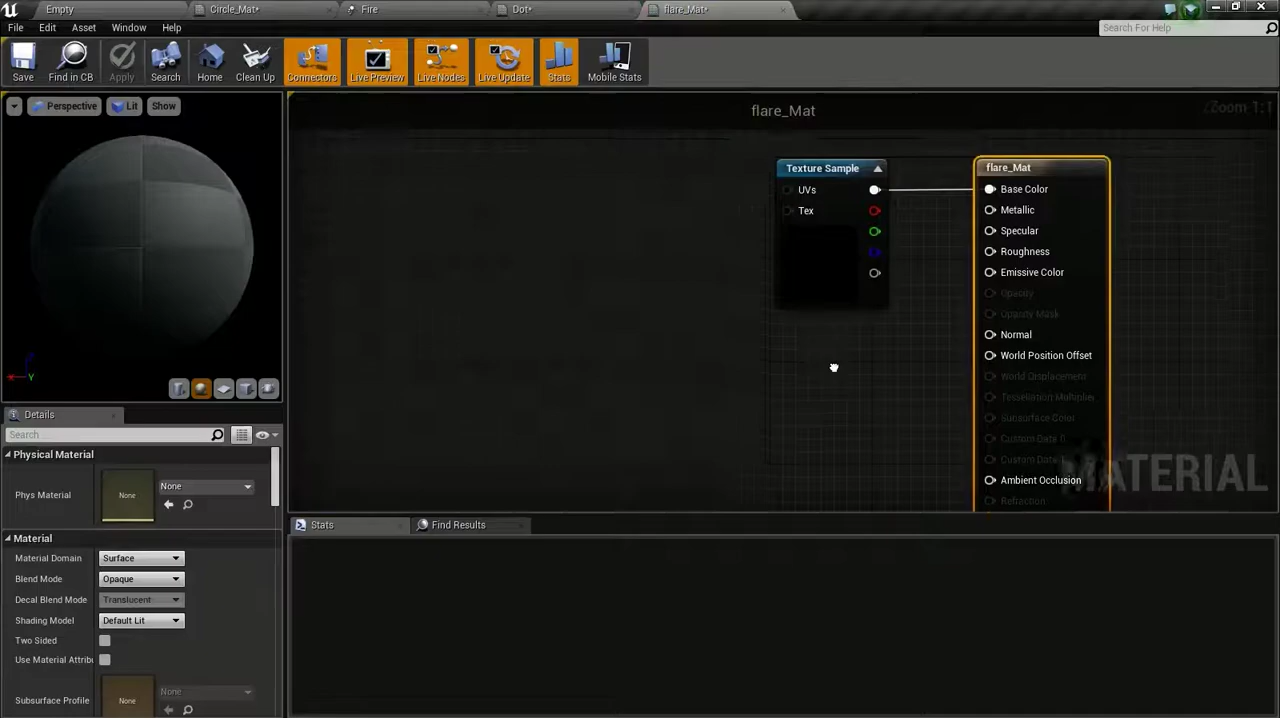 Empty
Circle_Mat*
Fire
Dot*
flare_Mat*
File Edit Asset Window Help
Search For Help
Save Find in CB Apply Search Home Clean Up Connectors Live Preview Live Nodes Live Update Stats Mobile Stats
Perspective Lit Show
flare_Mat
Zoom 1:1
Texture Sample
UVs
Tex
flare_Mat
Base Color
Metallic
Specular
Roughness
Emissive Color
Opacity
Opacity Mask
Normal
World Position Offset
World Displacement
Tessellation Multiplier
Subsurface Color
Custom Data 0
Custom Data
Ambient Occlusion
Refraction
MATERIAL
Y
Details
Search
Physical Material
Phys Material
None
None
Material
Material Domain Surface
Blend Mode Opaque
Decal Blend Mode Translucent
Shading Model Default Lit
Two Sided
Use Material Attrib
Subsurface Profile
None
None
Stats
Find Results